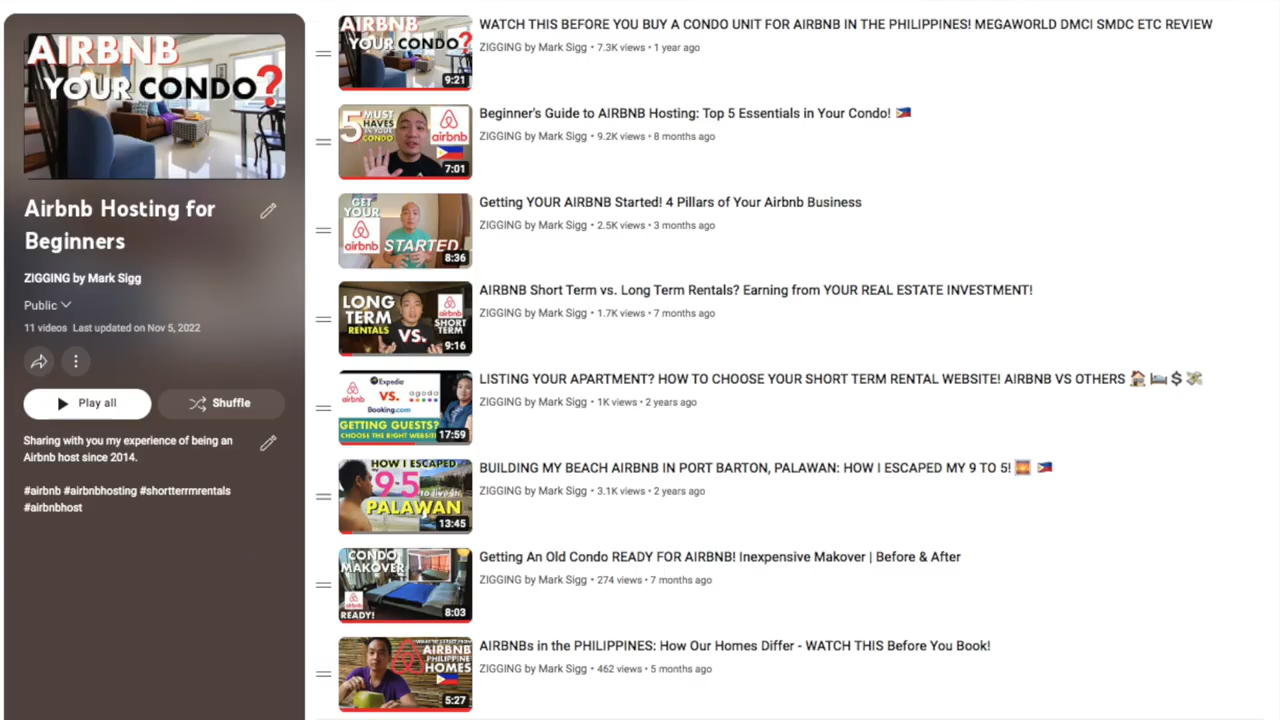 AIRBNB
YOUR CONDO?
Airbnb Hosting for
Beginners
ZIGGING by Mark Sigg
Public
11 videos Last updated on Nov 5, 2022
Play all
Shuffle
Sharing with you my experience of being an
Airbnb host since 2014.
#airbnb #airbnbhosting #shortterrmrentals
#airbnbhost
AIRBNB
YOUR CONDO?
9:21
WATCH THIS BEFORE YOU BUY A CONDO UNIT FOR AIRBNB IN THE PHILIPPINES! MEGAWORLD DMCI SMDC ETC REVIEW
ZIGGING by Mark Sigg • 7.3K views • 1 year ago
5 MUST
HAVES
IN YOUR
CONDO
airbnb
7:01
Beginner's Guide to AIRBNB Hosting: Top 5 Essentials in Your Condo! 🇵🇭
ZIGGING by Mark Sigg • 9.2K views • 8 months ago
GET
YOUR
airbnb
STARTED
8:36
Getting YOUR AIRBNB Started! 4 Pillars of Your Airbnb Business
ZIGGING by Mark Sigg • 2.5K views • 3 months ago
LONG
TERM
RENTALS
VS.
airbnb
SHORT
TERM
9:16
AIRBNB Short Term vs. Long Term Rentals? Earning from YOUR REAL ESTATE INVESTMENT!
ZIGGING by Mark Sigg • 1.7K views • 7 months ago
Expedia
airbnb
VS.
agoda
Booking.com
GETTING GUESTS?
CHOOSE THE RIGHT WEBSITE
17:59
LISTING YOUR APARTMENT? HOW TO CHOOSE YOUR SHORT TERM RENTAL WEBSITE! AIRBNB VS OTHERS 🏠🛏$💸
ZIGGING by Mark Sigg • 1K views • 2 years ago
HOW I ESCAPED
my
9-5
to live in
PALAWAN
13:45
BUILDING MY BEACH AIRBNB IN PORT BARTON, PALAWAN: HOW I ESCAPED MY 9 TO 5! 🌅 🇵🇭
ZIGGING by Mark Sigg • 3.1K views • 2 years ago
CONDO
MAKOVER
airbnb
READY!
8:03
Getting An Old Condo READY FOR AIRBNB! Inexpensive Makover | Before & After
ZIGGING by Mark Sigg • 274 views • 7 months ago
AIRBNB
PHILIPPINE
HOMES
5:27
AIRBNBs in the PHILIPPINES: How Our Homes Differ - WATCH THIS Before You Book!
ZIGGING by Mark Sigg • 462 views • 5 months ago